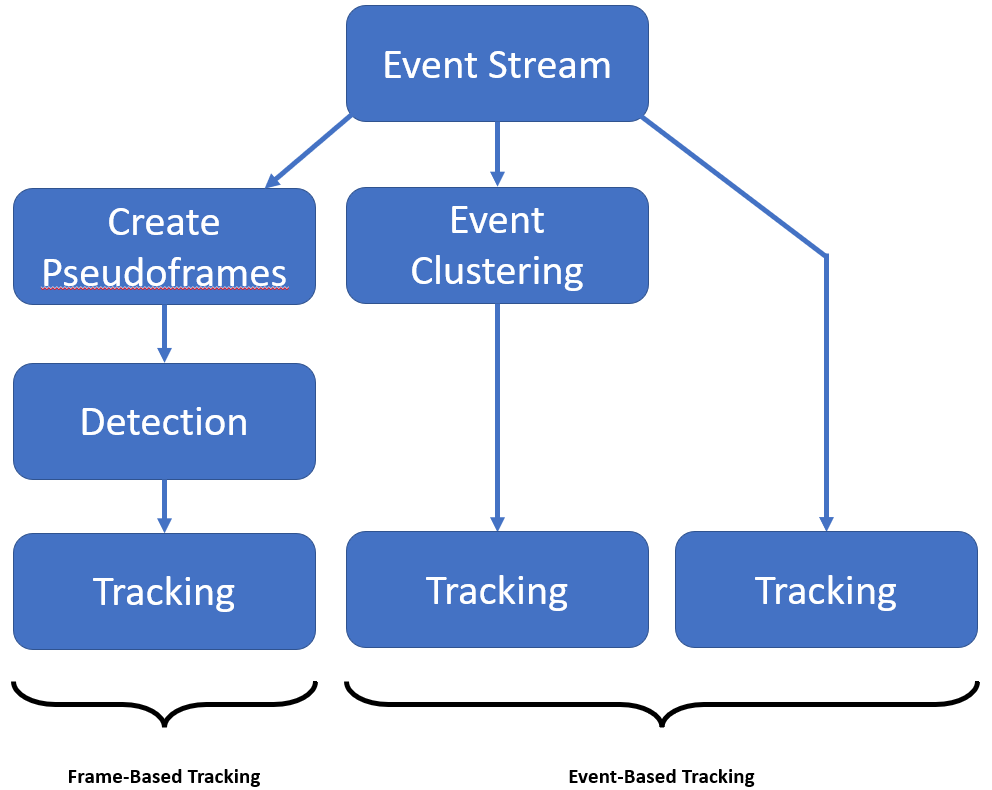 Event Stream
Create
Pseudoframes
Event
Clustering
Detection
Tracking
Tracking
Tracking
Frame-Based Tracking
Event-Based Tracking